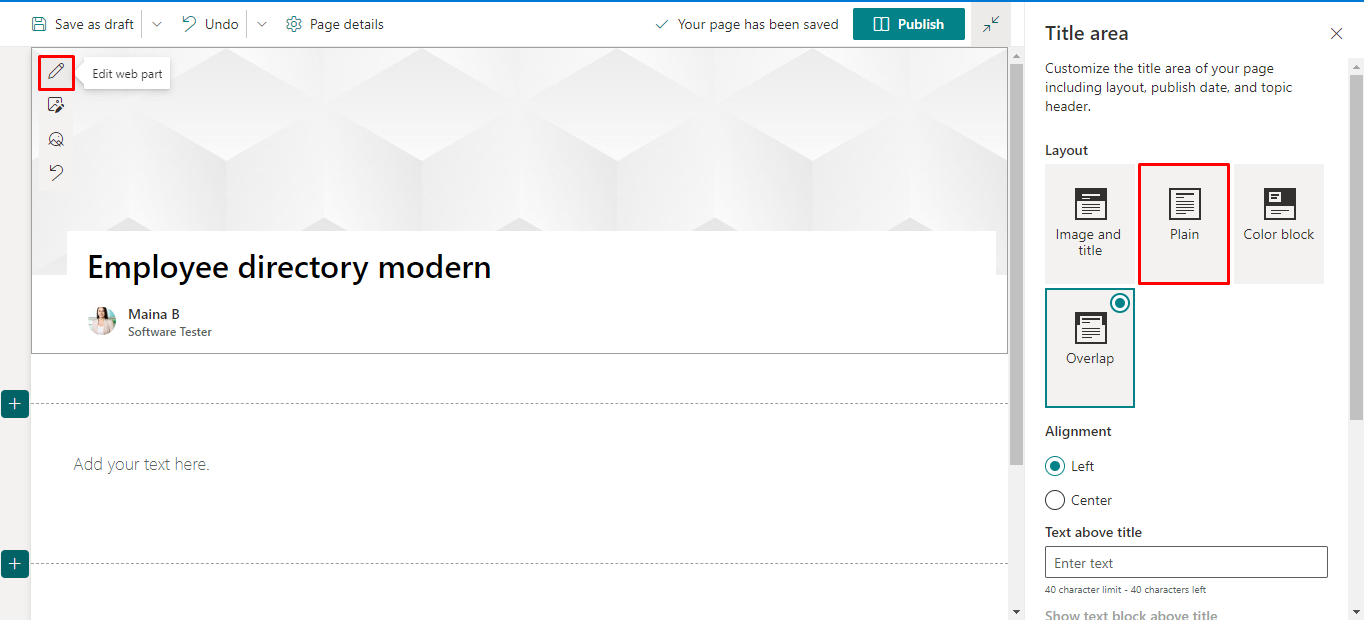 Save as draft
Undo
Page details
Your page has been saved
Publish
Edit web part
Employee directory modern
Maina B
Software Tester
Add your text here.
Title area
Customize the title area of your page
including layout, publish date, and topic
header.
Layout
Image and
title
Plain
Color block
Overlap
Alignment
Left
Center
Text above title
Enter text
40 character limit - 40 characters left
Show text block above title